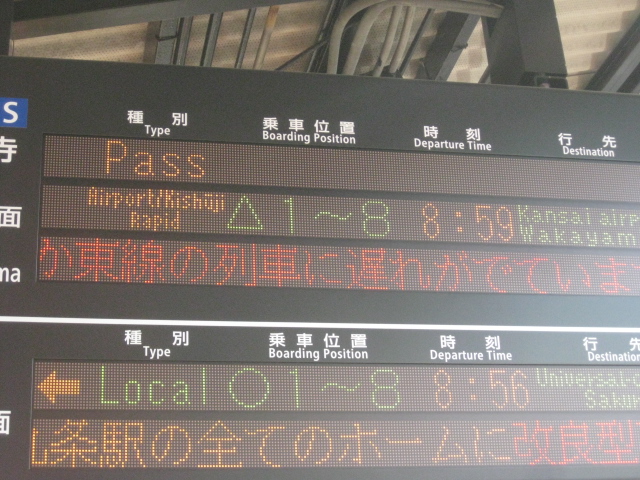 S
種別 乗車位置 時刻 行先
Type Boarding Position Departure Time Destination
寺
Pass
面
Airport/Kishuji Rapid △1～8 8:59 Kansai airp
Wakayam
ma
か東線の列車に遅れがでていま
種別 乗車位置 時刻 行先
Type Boarding Position Departure Time Destination
← Local ○1～8 8:56 Universal-
Saku
面
条駅の全てのホームに改良型